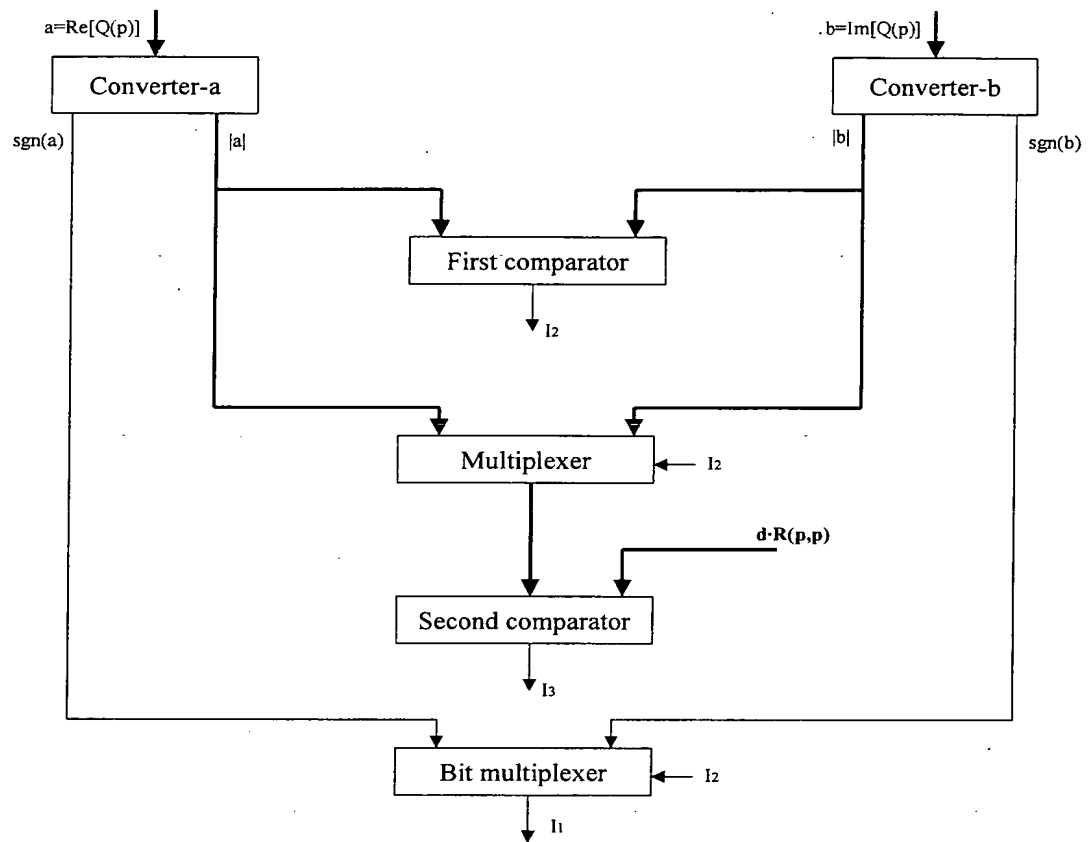 a=Re[Q(p)]
b=Im[Q(p)]
Converter-a
Converter-b
sgn(a)
|a|
|b|
sgn(b)
First comparator
I2
Multiplexer
I2
d·R(p,p)
Second comparator
I3
Bit multiplexer
I2
I1